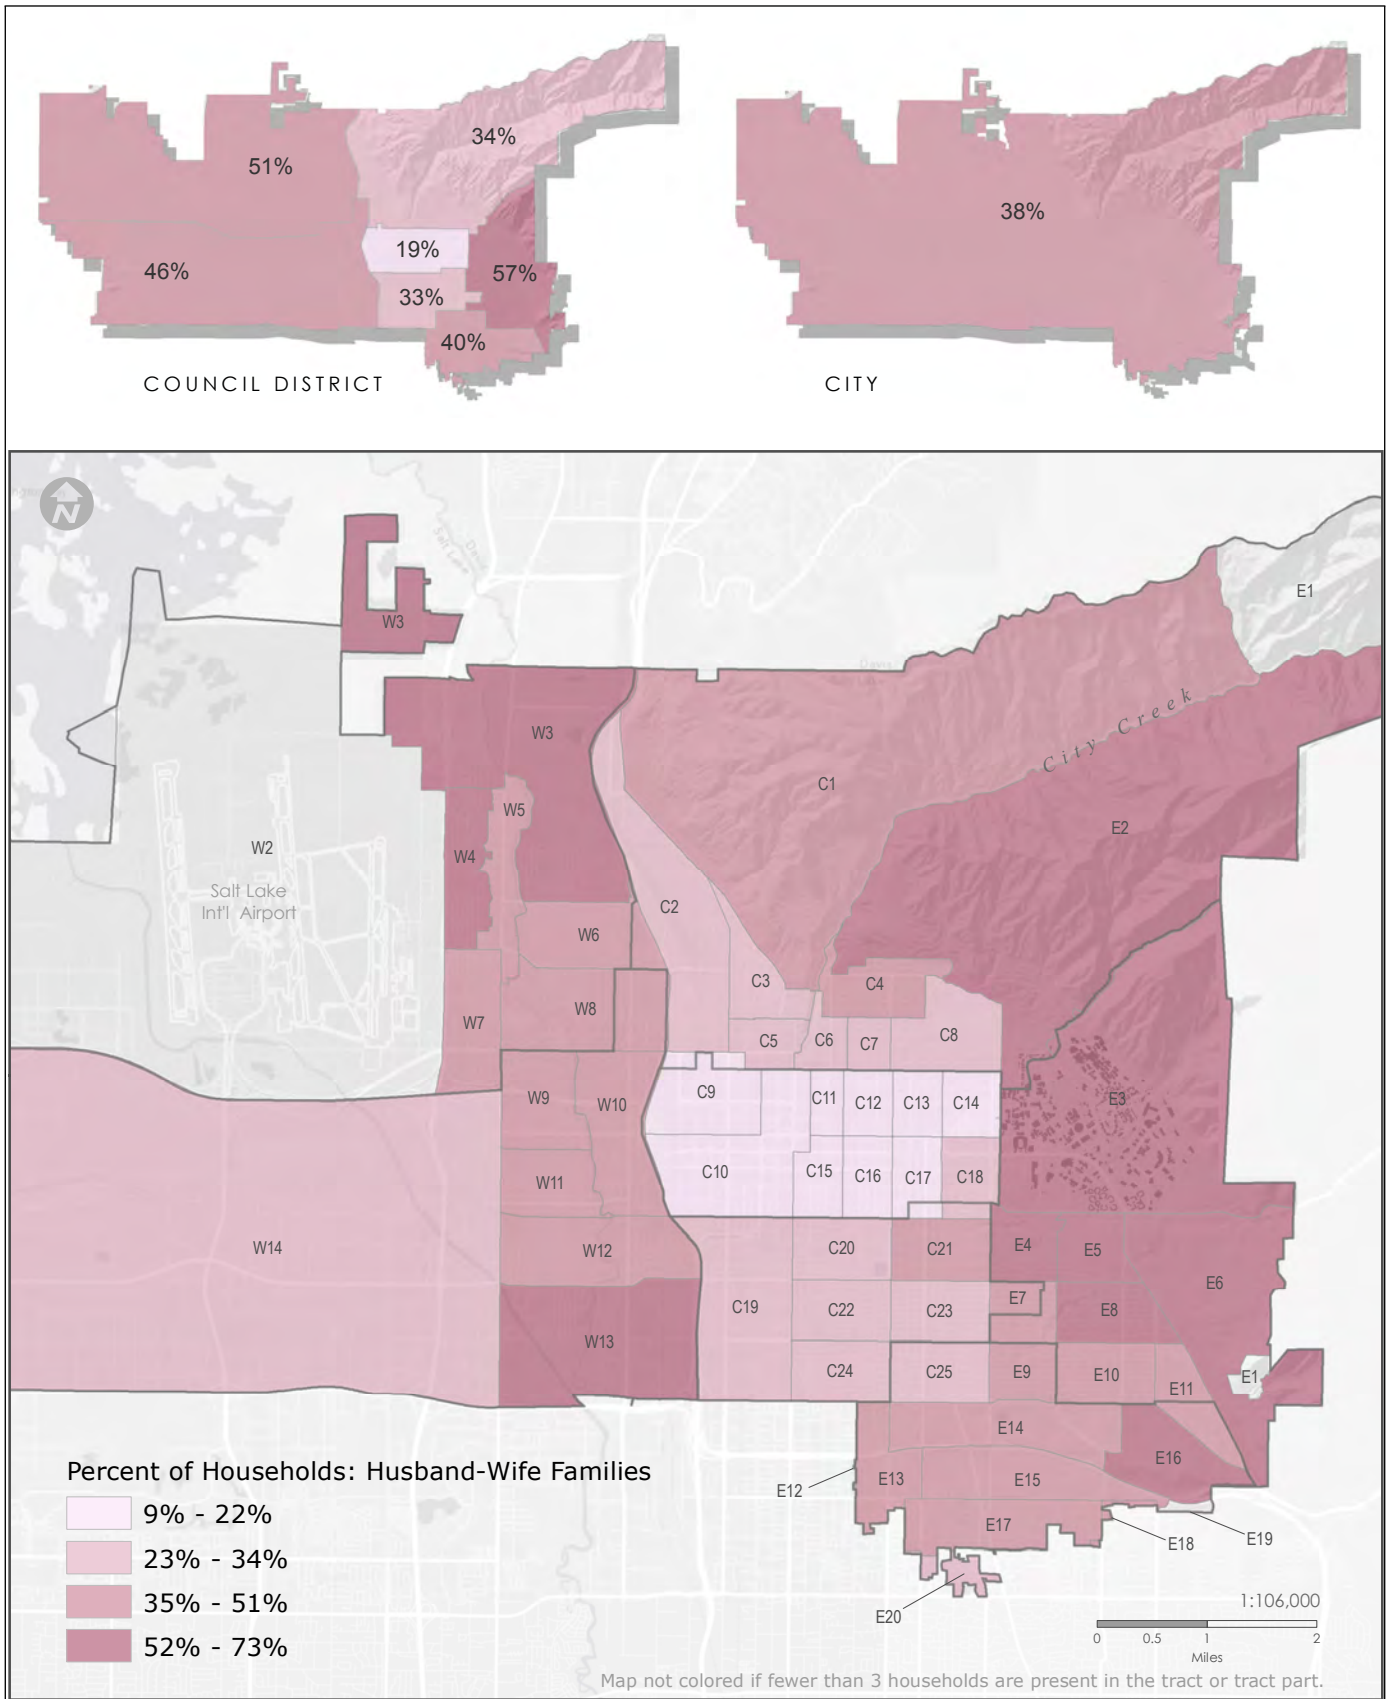 34%
51%
19%
46%
57%
33%
40%
COUNCIL DISTRICT
38%
CITY
N
Davis
Salt Lake
E1
W3
Davis
City Creek
W3
C1
W5
E2
W2
W4
Salt Lake
Int'l Airport
C2
W6
C3
C4
W8
W7
C5
C6
C7
C8
C9
W9
W10
C11
C12
C13
C14
E3
C10
C15
C16
C17
C18
W11
W14
W12
C20
C21
E4
E5
E6
C19
C22
C23
E7
E8
W13
C24
C25
E9
E10
E11
E1
E14
E16
E12
E13
E15
E17
E18
E19
E20
Percent of Households: Husband-Wife Families
9% - 22%
23% - 34%
35% - 51%
52% - 73%
1:106,000
0 0.5 1 2
Miles
Map not colored if fewer than 3 households are present in the tract or tract part.